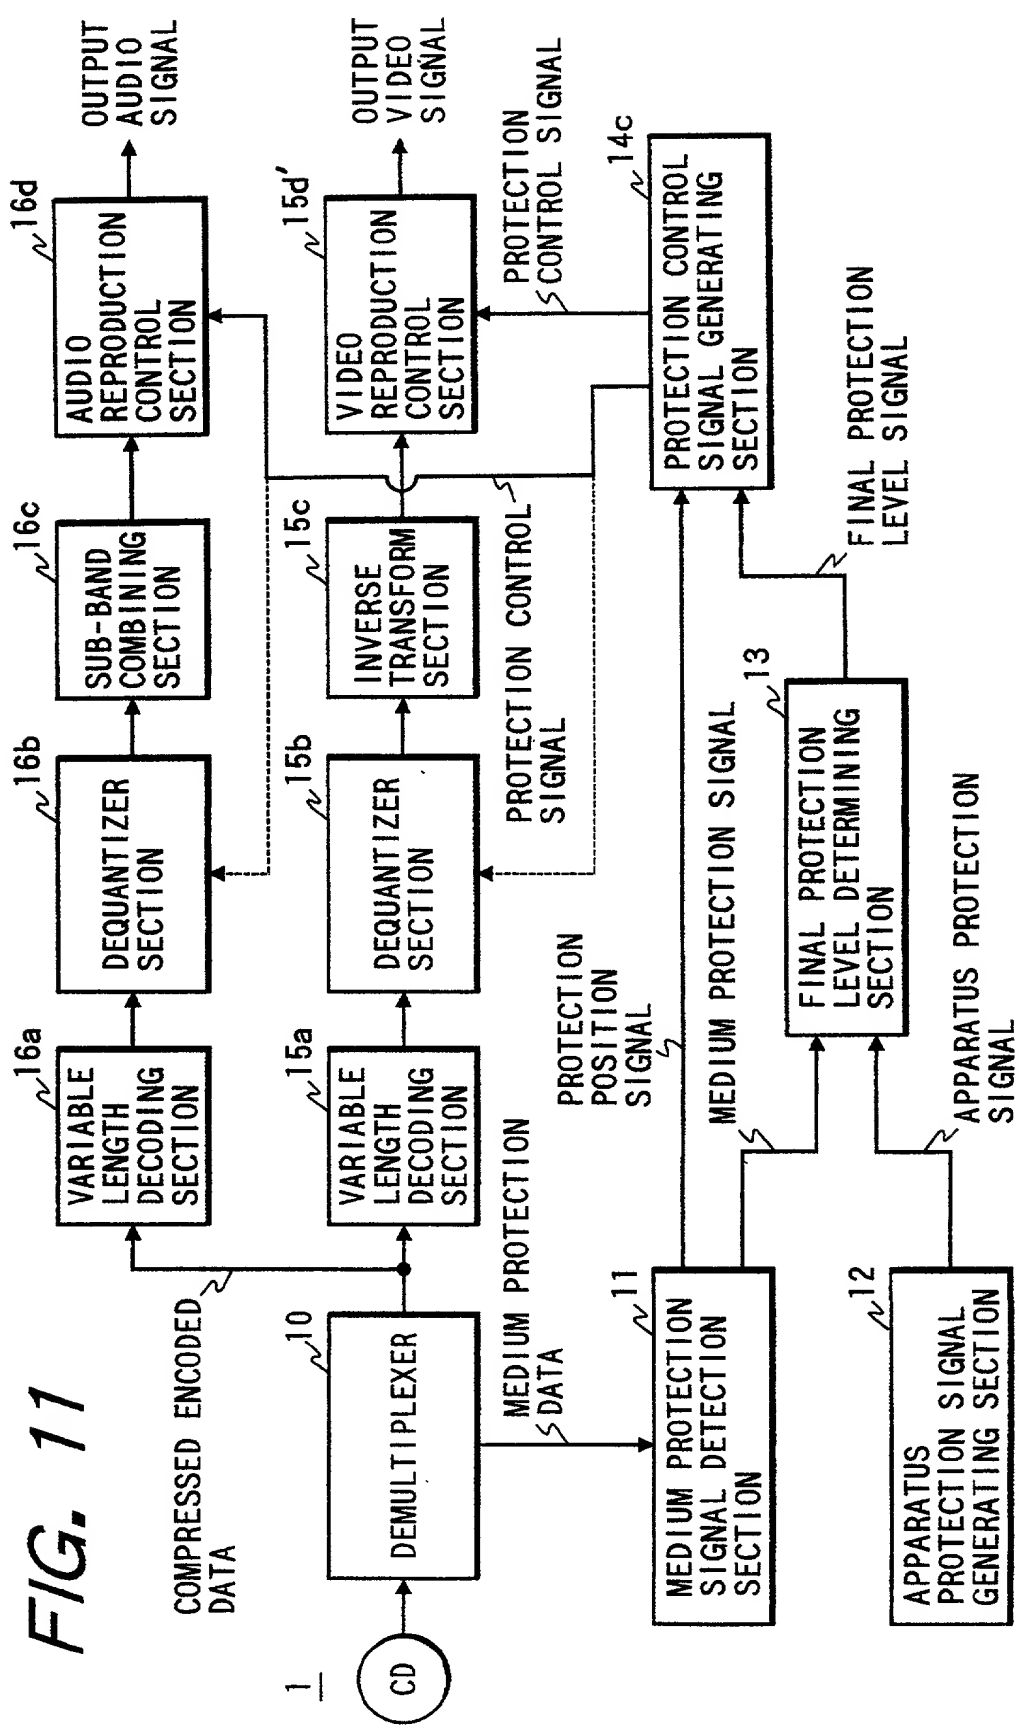 FIG. 11
1
CD
10
DEMULTIPLEXER
COMPRESSED ENCODED
DATA
16a
VARIABLE
LENGTH
DECODING
SECTION
16b
DEQUANTIZER
SECTION
16c
SUB-BAND
COMBINING
SECTION
16d
AUDIO
REPRODUCTION
CONTROL
SECTION
OUTPUT
AUDIO
SIGNAL
15a
VARIABLE
LENGTH
DECODING
SECTION
15b
DEQUANTIZER
SECTION
15c
INVERSE
TRANSFORM
SECTION
15d'
VIDEO
REPRODUCTION
CONTROL
SECTION
OUTPUT
VIDEO
SIGNAL
MEDIUM PROTECTION
DATA
PROTECTION CONTROL
SIGNAL
PROTECTION
CONTROL SIGNAL
11
MEDIUM PROTECTION
SIGNAL DETECTION
SECTION
PROTECTION
POSITION
SIGNAL
14c
PROTECTION CONTROL
SIGNAL GENERATING
SECTION
MEDIUM PROTECTION SIGNAL
13
FINAL PROTECTION
LEVEL DETERMINING
SECTION
FINAL PROTECTION
LEVEL SIGNAL
12
APPARATUS
PROTECTION SIGNAL
GENERATING SECTION
APPARATUS PROTECTION
SIGNAL